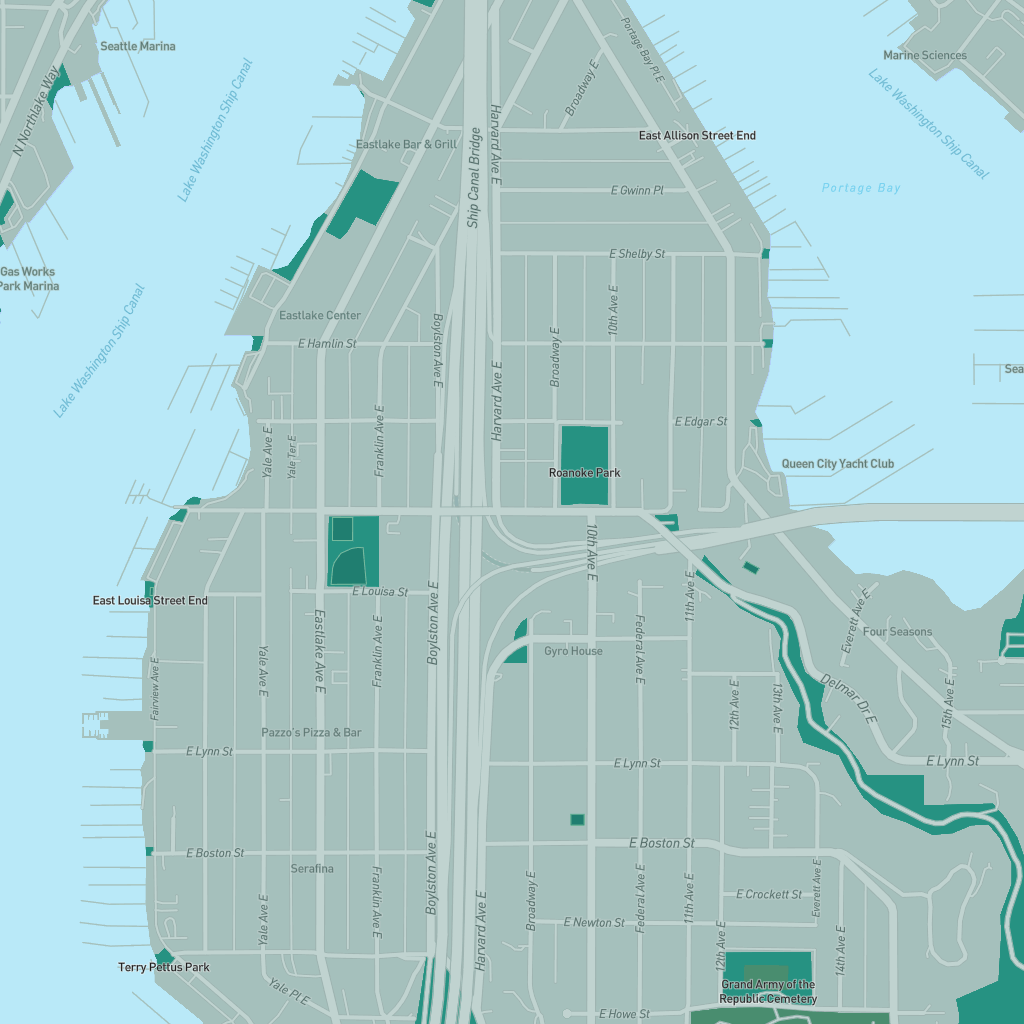 Seattle Marina
Lake Washington Ship Canal
N Northlake Way
Portage Bay Pl E
Broadway E
Marine Sciences
Lake Washington Ship Canal
Harvard Ave E
East Allison Street End
Eastlake Bar & Grill
Ship Canal Bridge
E Gwinn Pl
Portage Bay
E Shelby St
Gas Works
Park Marina
Lake Washington Ship Canal
Eastlake Center
10th Ave E
E Hamlin St
Boylston Ave E
Broadway E
Harvard Ave E
Sea
E Edgar St
Franklin Ave E
Yale Ave E
Yale Ter E
Roanoke Park
Queen City Yacht Club
10th Ave E
E Louisa St
East Louisa Street End
Boylston Ave E
11th Ave E
Everett Ave E
Four Seasons
Eastlake Ave E
Franklin Ave E
Federal Ave E
Gyro House
Yale Ave E
Fairview Ave E
12th Ave E
13th Ave E
Delmar Dr E
15th Ave E
Pazzo's Pizza & Bar
E Lynn St
E Lynn St
E Lynn St
E Boston St
E Boston St
Boylston Ave E
Serafina
Franklin Ave E
Broadway E
Federal Ave E
11th Ave E
Everett Ave E
E Crockett St
Yale Ave E
Harvard Ave E
E Newton St
12th Ave E
14th Ave E
Terry Pettus Park
Yale Pl E
Grand Army of the
Republic Cemetery
E Howe St